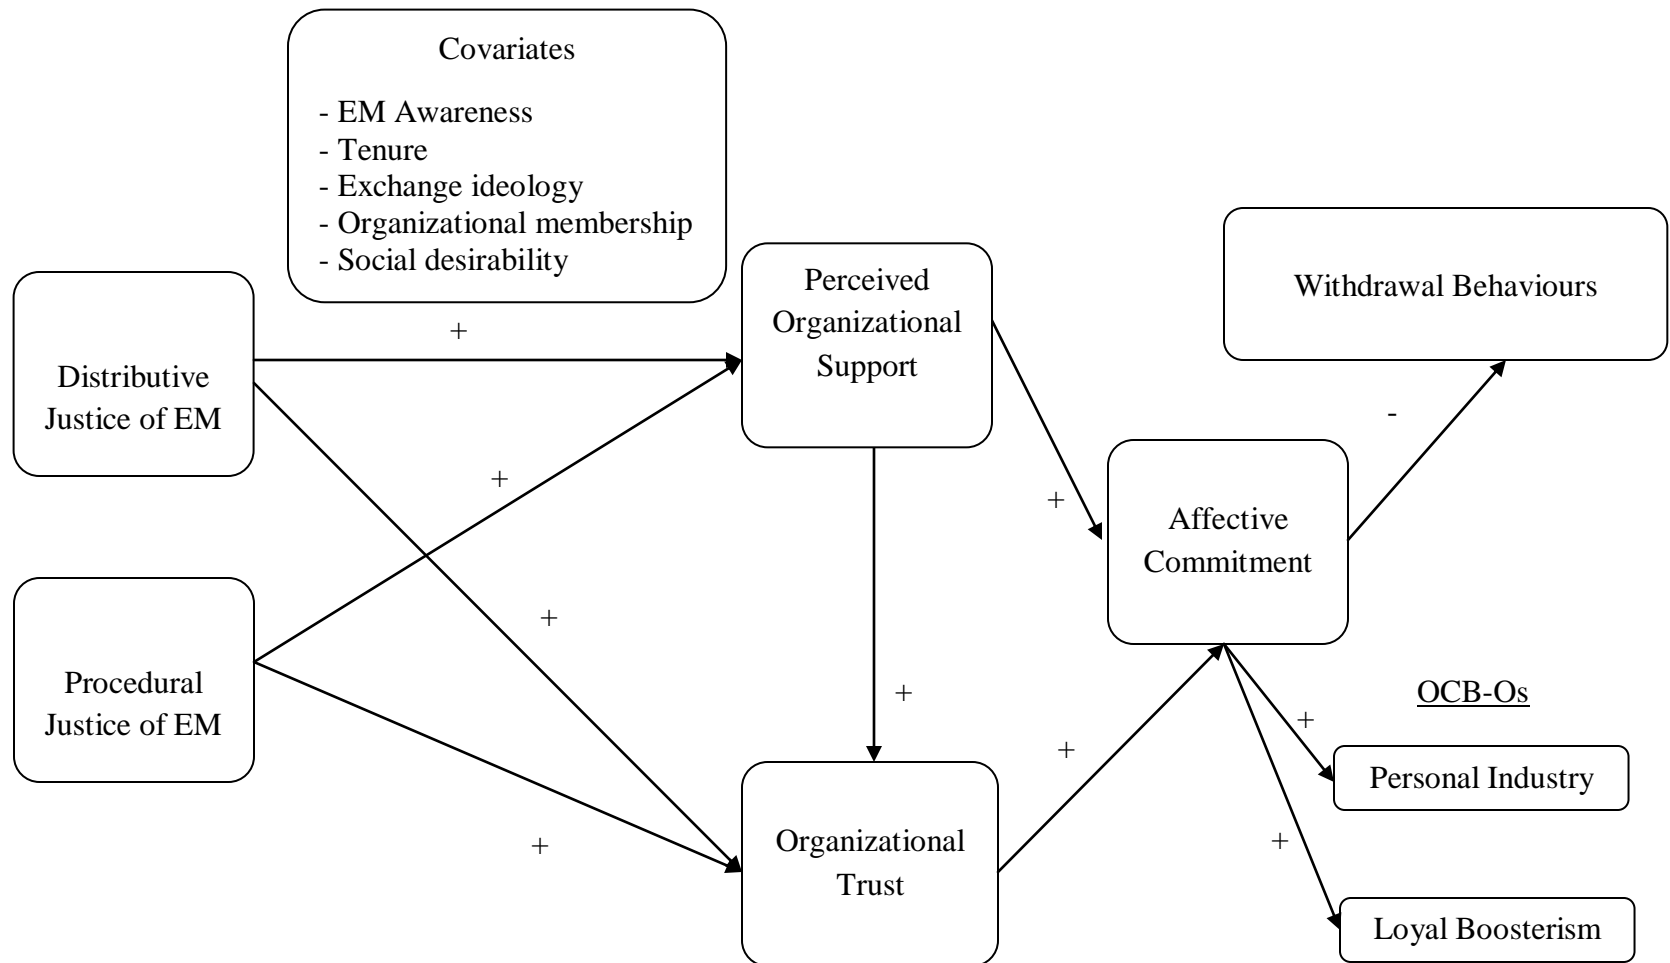 Covariates
- EM Awareness
- Tenure
- Exchange ideology
- Organizational membership
- Social desirability
Distributive
Justice of EM
Procedural
Justice of EM
+
+
+
+
Perceived
Organizational
Support
+
Organizational
Trust
+
+
Affective
Commitment
-
Withdrawal Behaviours
OCB-Os
+
Personal Industry
+
Loyal Boosterism